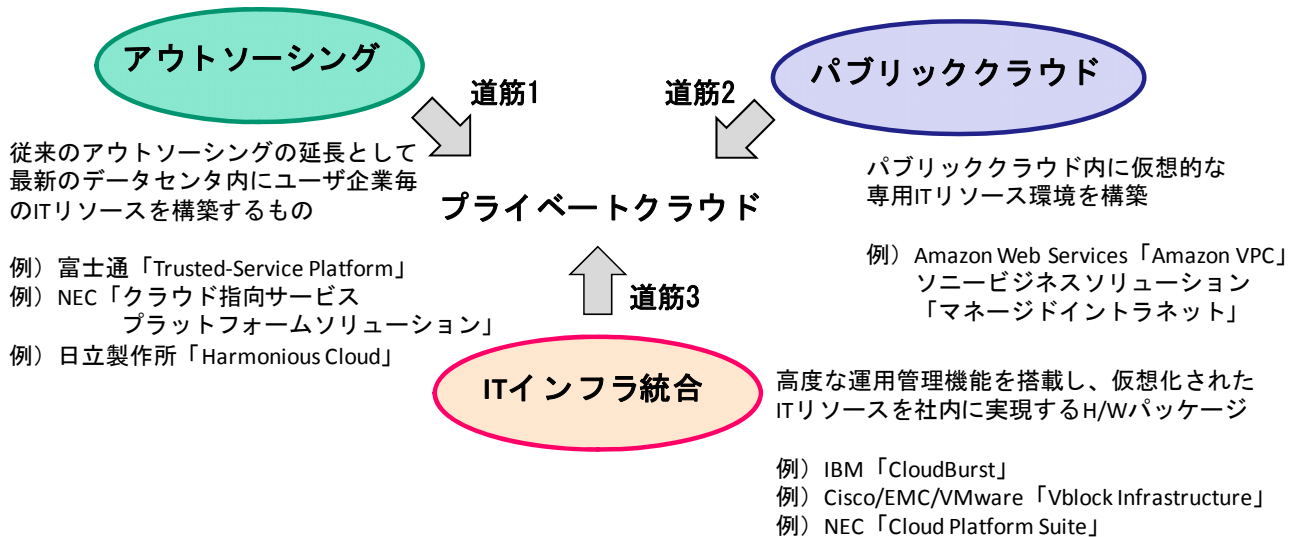 アウトソーシング
パブリッククラウド
道筋1
道筋2
従来のアウトソーシングの延長として
最新のデータセンタ内にユーザ企業毎
のITリソースを構築するもの
例）富士通「Trusted-Service Platform」
例）NEC「クラウド指向サービス
プラットフォームソリューション」
例）日立製作所「Harmonious Cloud」
プライベートクラウド
パブリッククラウド内に仮想的な
専用ITリソース環境を構築
例）Amazon Web Services「Amazon VPC」
ソニービジネスソリューション
「マネージドイントラネット」
道筋3
ITインフラ統合
高度な運用管理機能を搭載し、仮想化された
ITリソースを社内に実現するH/Wパッケージ
例）IBM「CloudBurst」
例）Cisco/EMC/VMware「Vblock Infrastructure」
例）NEC「Cloud Platform Suite」